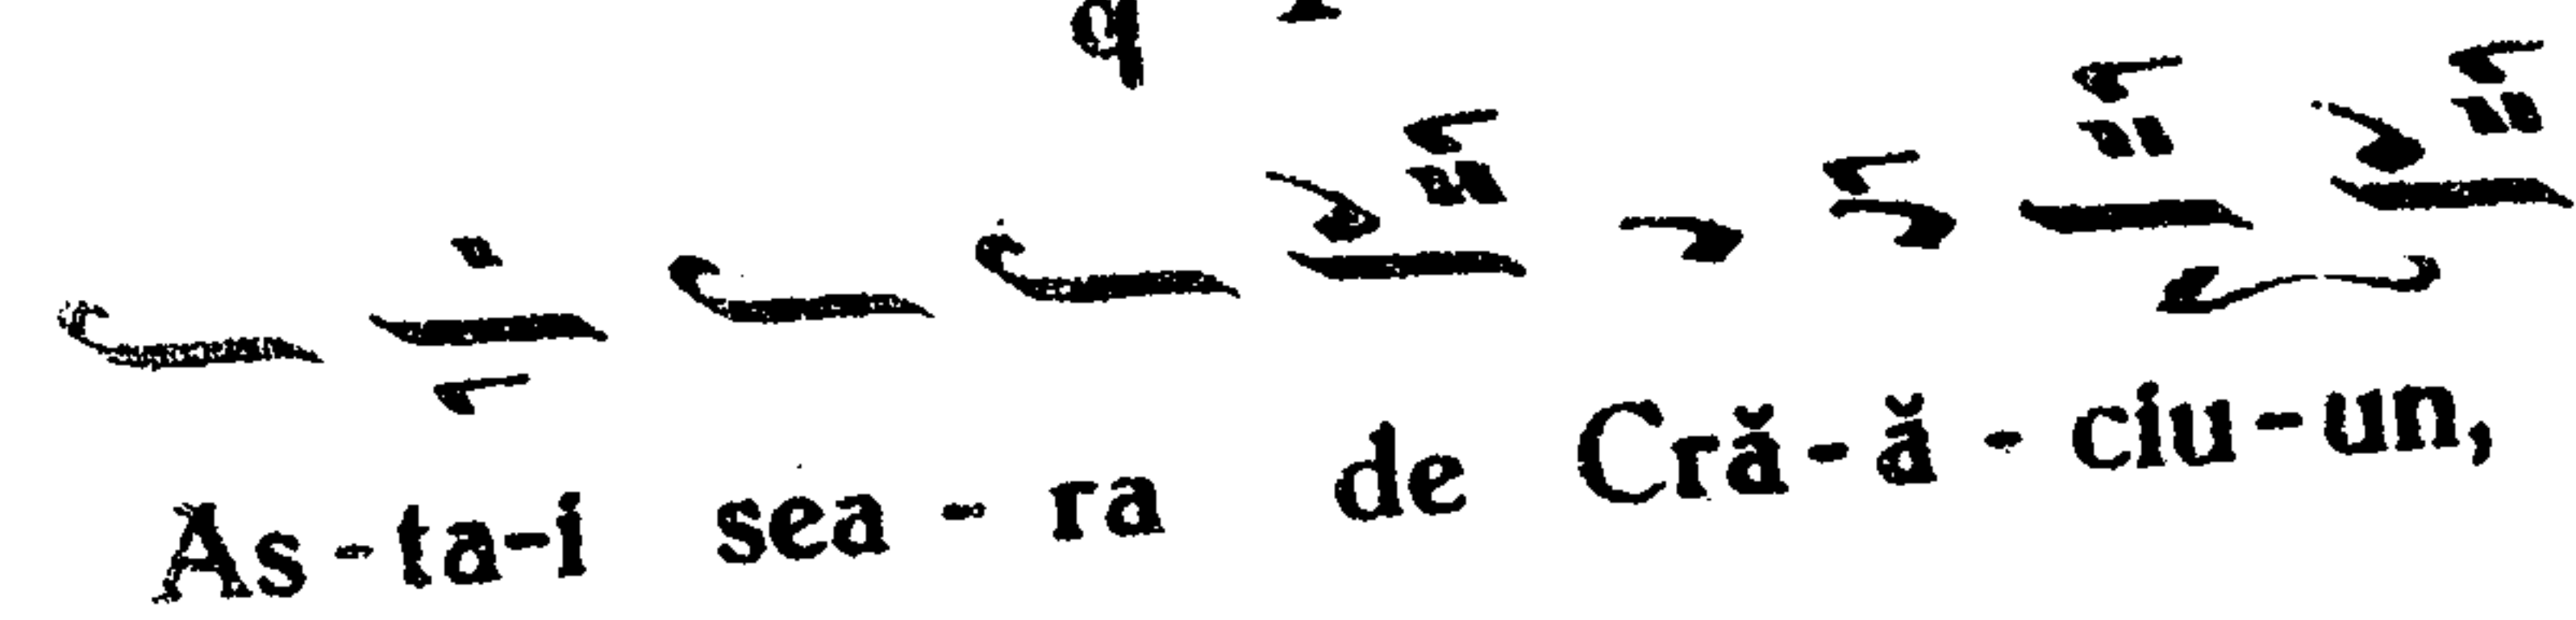 As - ta-i sea - ra de Cră - ă - ciu - un,